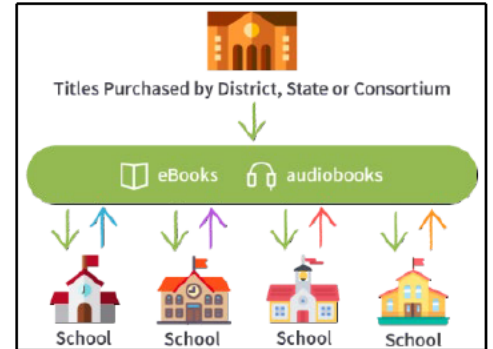 Titles Purchased by District, State or Consortium
eBooks audiobooks
School School School School